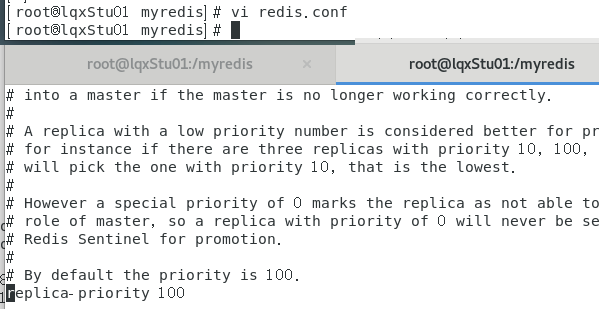 [root@lqxStu01 myredis]# vi redis.conf
[root@lqxStu01 myredis]#
root@lqxStu01:/myredis × root@lqxStu01:/myredis
# into a master if the master is no longer working correctly.
#
# A replica with a low priority number is considered better for pr
# for instance if there are three replicas with priority 10, 100,
# will pick the one with priority 10, that is the lowest.
#
# However a special priority of 0 marks the replica as not able to
# role of master, so a replica with priority of 0 will never be se
# Redis Sentinel for promotion.
#
# By default the priority is 100.
replica-priority 100